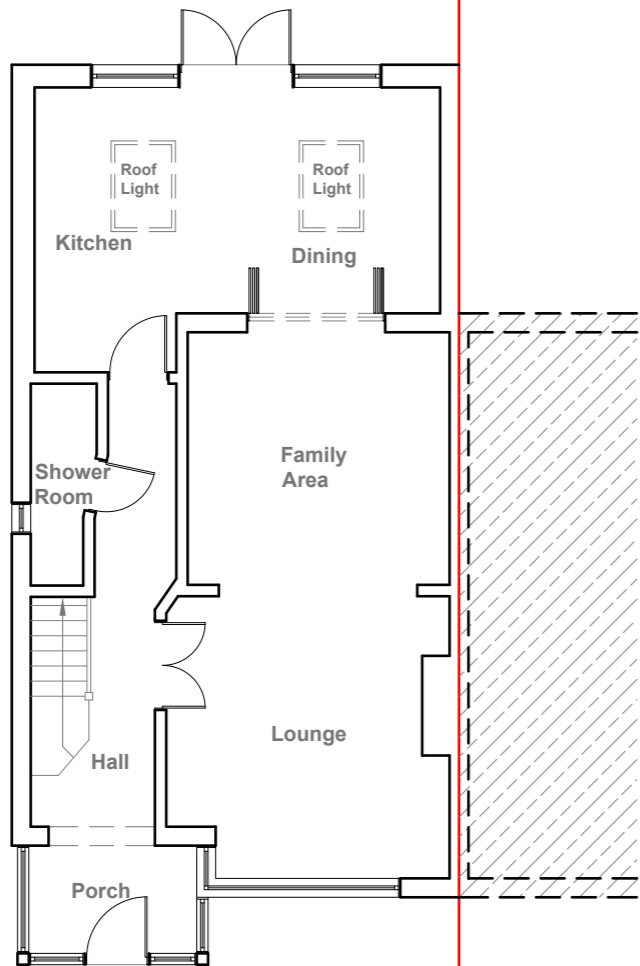 Roof
Light
Roof
Light
Kitchen
Dining
Family
Area
Shower
Room
Lounge
Hall
Porch